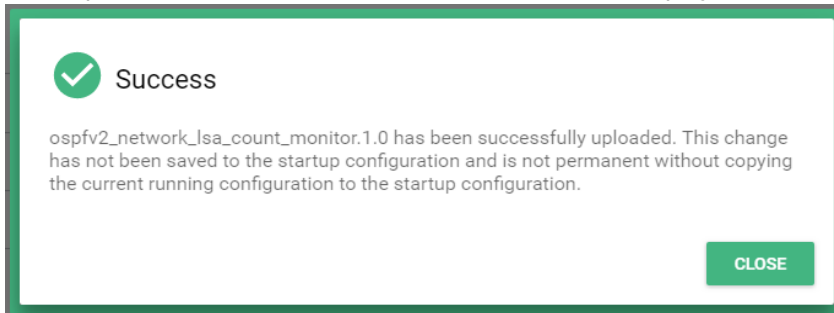 Success
ospfv2_network_lsa_count_monitor.1.0 has been successfully uploaded. This change
has not been saved to the startup configuration and is not permanent without copying
the current running configuration to the startup configuration.
CLOSE